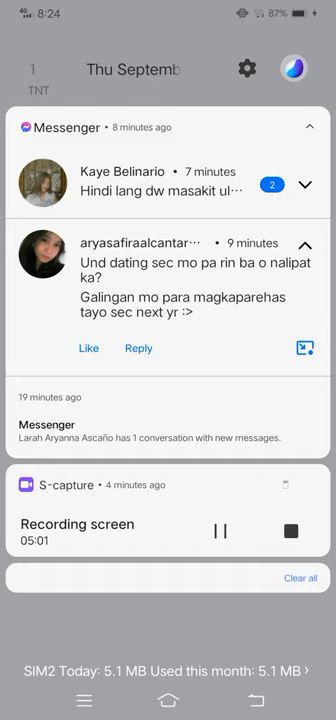 4G 8:24 87%
1 Thu Septemb
TNT
Messenger • 8 minutes ago
Kaye Belinario • 7 minutes
Hindi lang dw masakit ul··· 2
aryasafiraalcantar··· • 9 minutes
Und dating sec mo pa rin ba o nalipat
ka?
Galingan mo para magkaparehas
tayo sec next yr :>
Like Reply
19 minutes ago
Messenger
Larah Aryanna Ascaño has 1 conversation with new messages.
S-capture • 4 minutes ago
Recording screen
05:01
Clear all
SIM2 Today: 5.1 MB Used this month: 5.1 MB ›